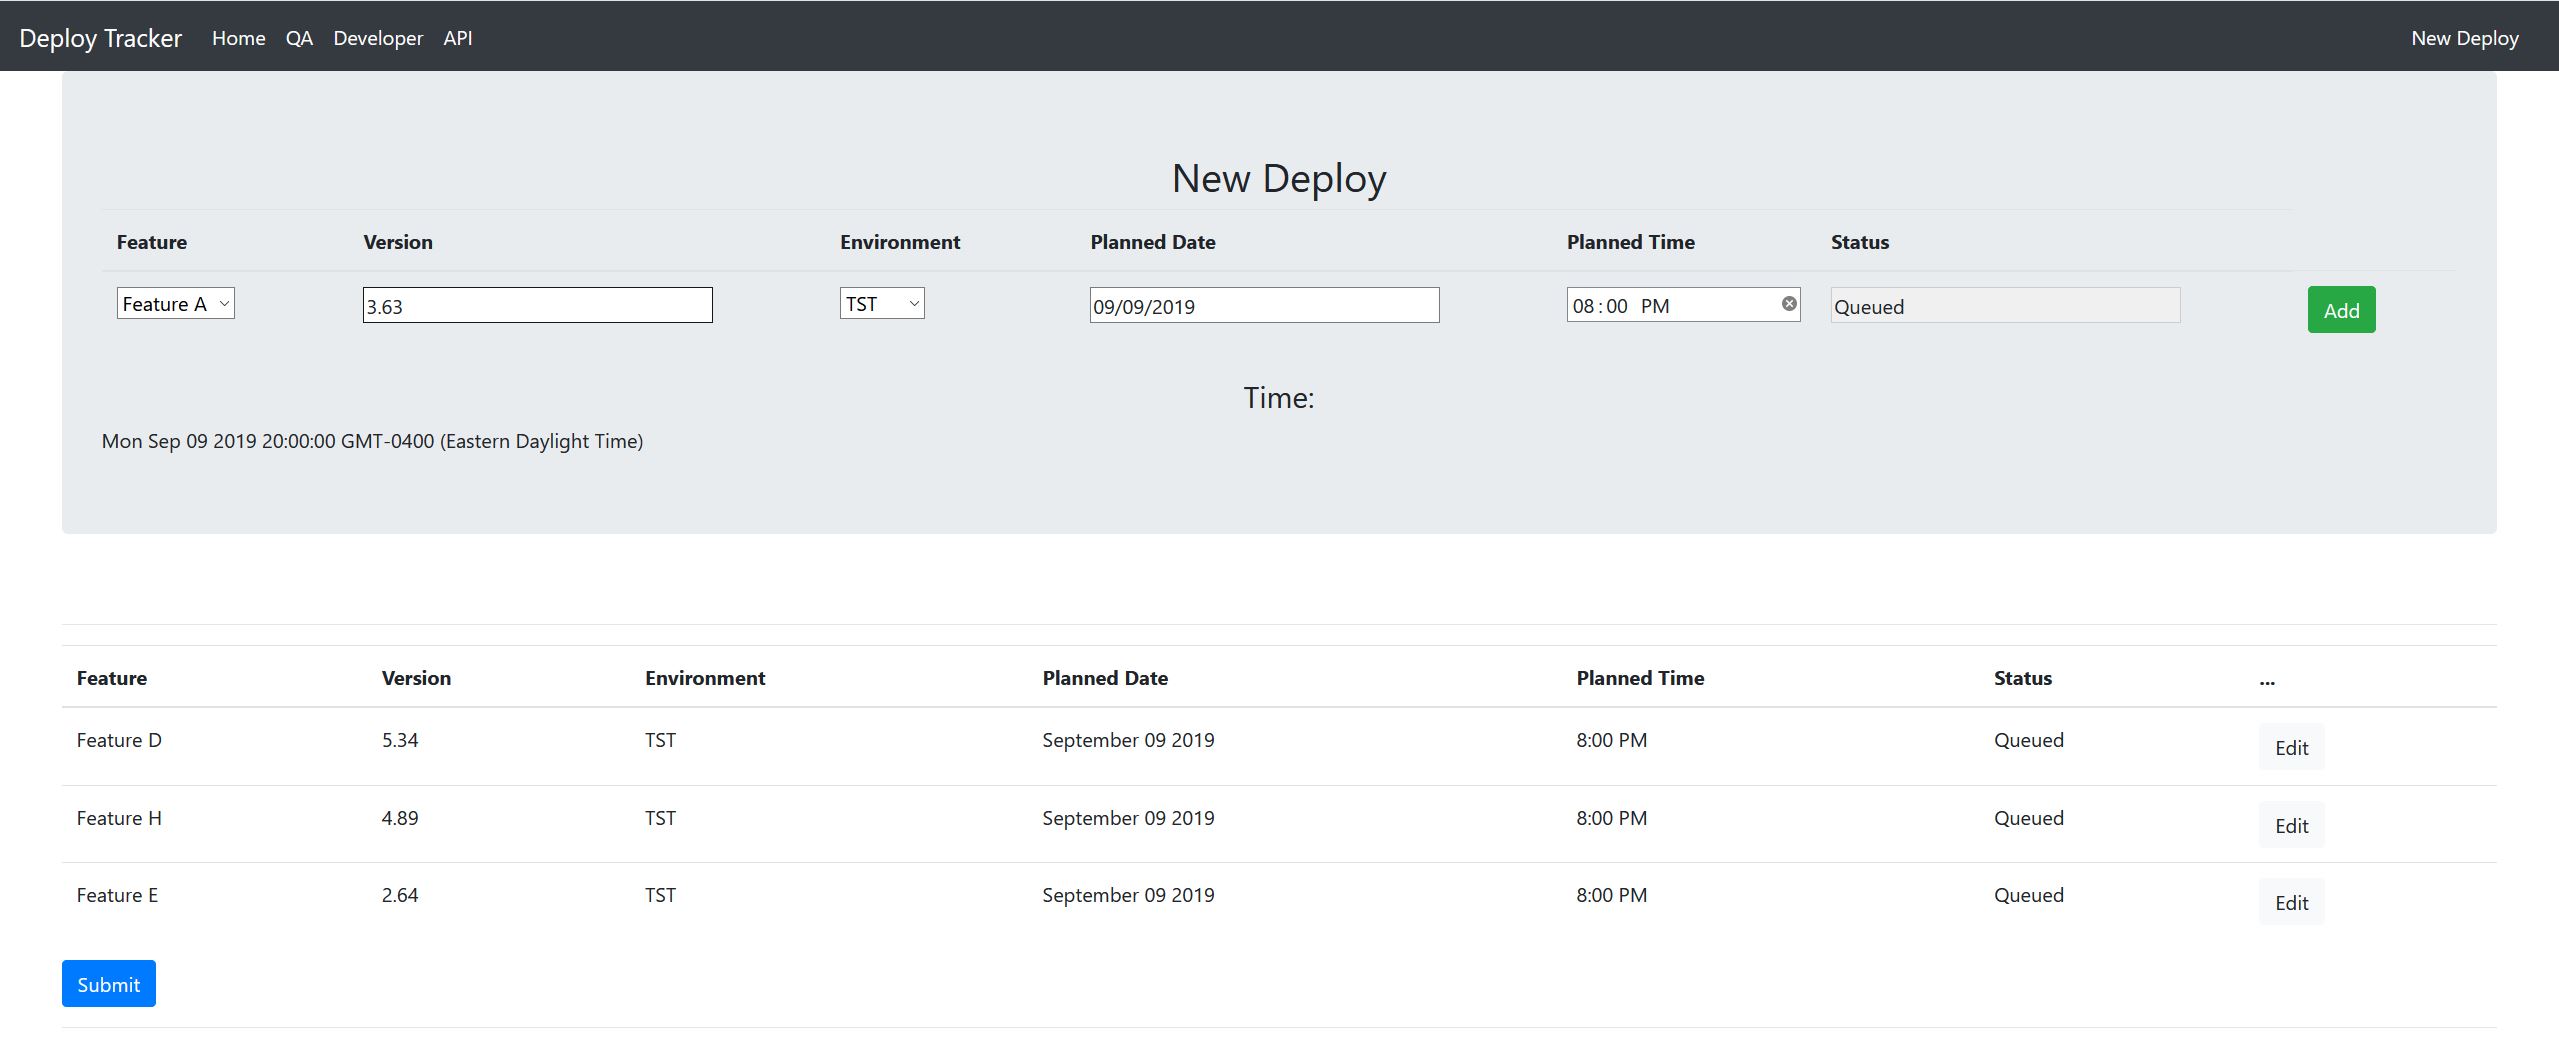 Deploy Tracker Home QA Developer API New Deploy
New Deploy
Feature Version Environment Planned Date Planned Time Status
Feature A 3.63 TST 09/09/2019 08:00 PM Queued Add
Time:
Mon Sep 09 2019 20:00:00 GMT-0400 (Eastern Daylight Time)
Feature Version Environment Planned Date Planned Time Status ...
Feature D 5.34 TST September 09 2019 8:00 PM Queued Edit
Feature H 4.89 TST September 09 2019 8:00 PM Queued Edit
Feature E 2.64 TST September 09 2019 8:00 PM Queued Edit
Submit